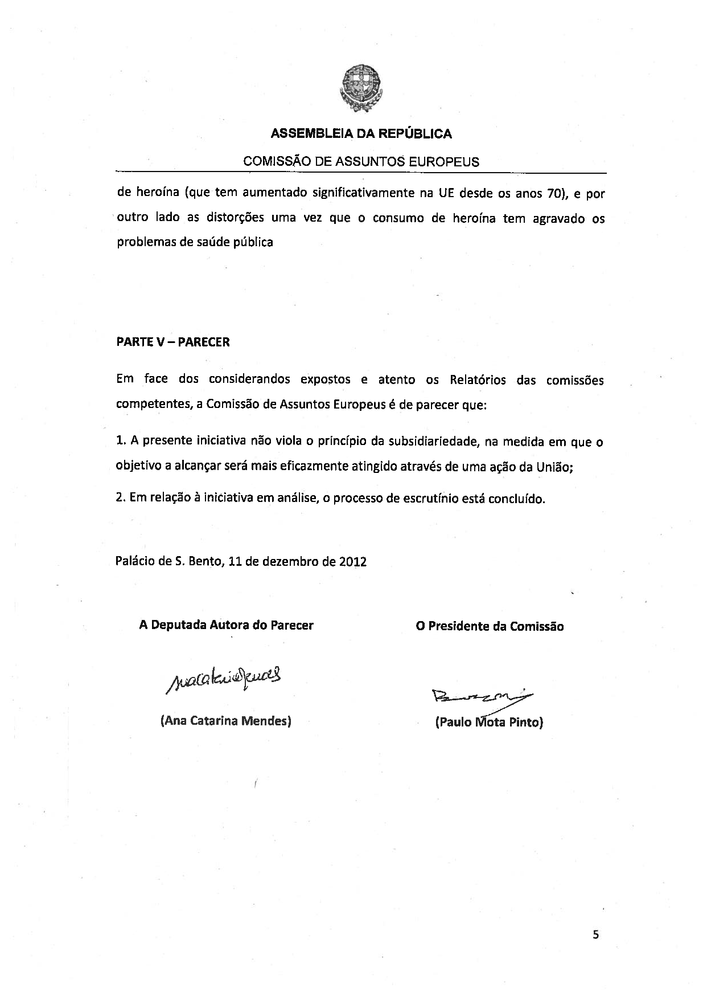 ASSEMBLEIA DA REPÚBLICA
COMISSÃO DE ASSUNTOS EUROPEUS
de heroína (que tem aumentado significativamente na UE desde os anos 70), e por
outro lado as distorções uma vez que o consumo de heroína tem agravado os
problemas de saúde pública
PARTE V – PARECER
Em face dos considerandos expostos e atento os Relatórios das comissões
competentes, a Comissão de Assuntos Europeus é de parecer que:
1. A presente iniciativa não viola o princípio da subsidiariedade, na medida em que o
objetivo a alcançar será mais eficazmente atingido através de uma ação da União;
2. Em relação à iniciativa em análise, o processo de escrutínio está concluído.
Palácio de S. Bento, 11 de dezembro de 2012
A Deputada Autora do Parecer O Presidente da Comissão
(Ana Catarina Mendes) (Paulo Mota Pinto)
5